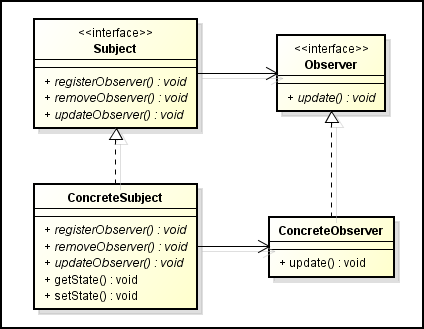 <<interface>>
Subject
+ registerObserver() : void
+ removeObserver() : void
+ updateObserver() : void
<<interface>>
Observer
+ update() : void
ConcreteSubject
+ registerObserver() : void
+ removeObserver() : void
+ updateObserver() : void
+ getState() : void
+ setState() : void
ConcreteObserver
+ update() : void